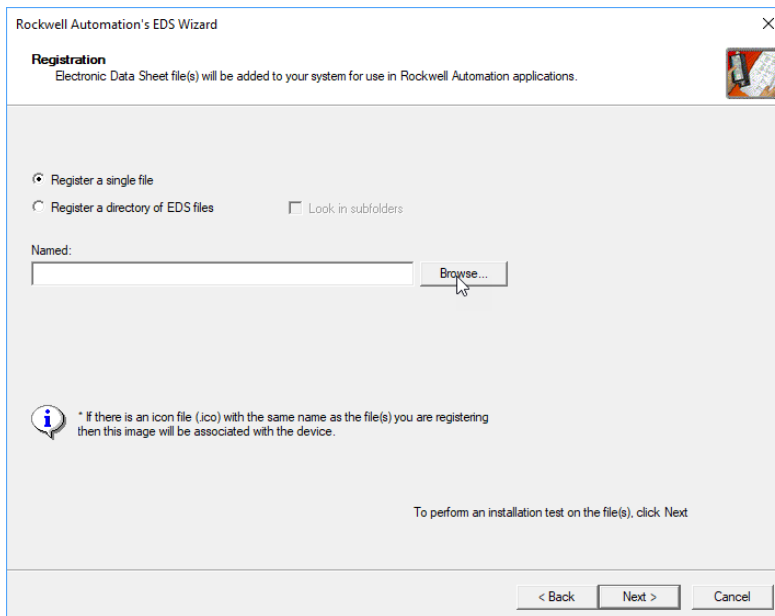 Rockwell Automation's EDS Wizard
Registration
Electronic Data Sheet file(s) will be added to your system for use in Rockwell Automation applications.
Register a single file
Register a directory of EDS files
Look in subfolders
Named:
Browse...
* If there is an icon file (.ico) with the same name as the file(s) you are registering
then this image will be associated with the device.
To perform an installation test on the file(s), click Next
< Back
Next >
Cancel